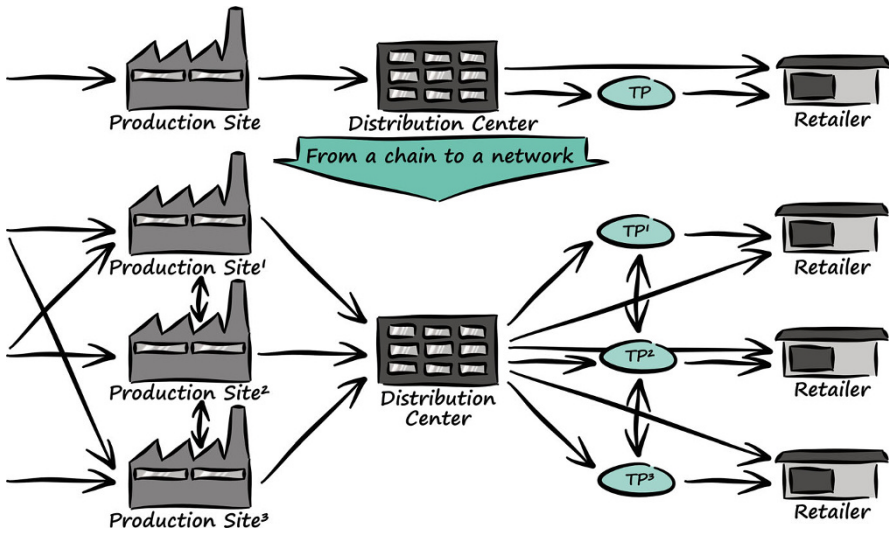 TP
Production Site
Distribution Center
Retailer
From a chain to a network
TP¹
Production Site¹
Retailer
TP²
Production Site²
Distribution
Center
Retailer
TP³
Production Site³
Retailer